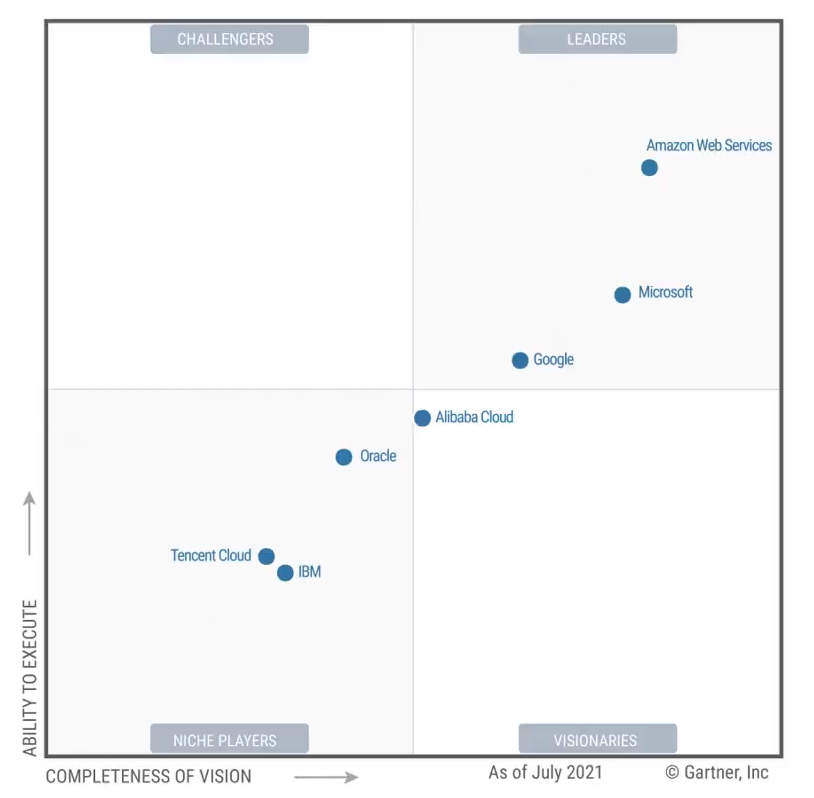 CHALLENGERS
LEADERS
Amazon Web Services
Microsoft
Google
Alibaba Cloud
Oracle
Tencent Cloud
IBM
ABILITY TO EXECUTE
NICHE PLAYERS
VISIONARIES
COMPLETENESS OF VISION
As of July 2021
© Gartner, Inc